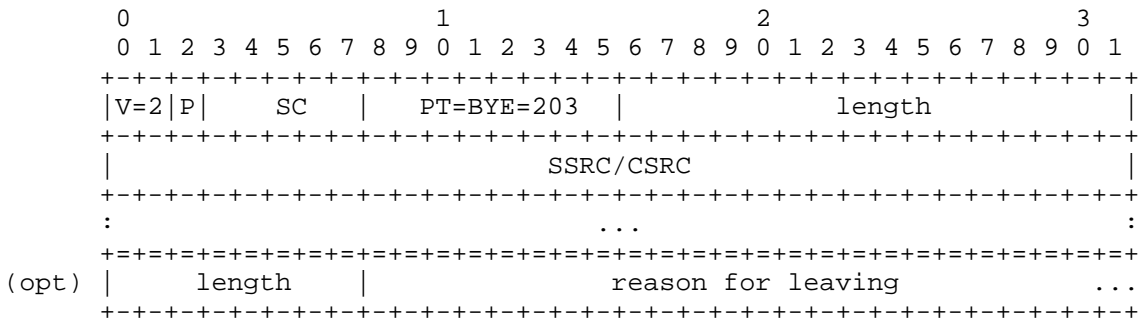 0                   1                   2                   3
 0 1 2 3 4 5 6 7 8 9 0 1 2 3 4 5 6 7 8 9 0 1 2 3 4 5 6 7 8 9 0 1
+-+-+-+-+-+-+-+-+-+-+-+-+-+-+-+-+-+-+-+-+-+-+-+-+-+-+-+-+-+-+-+-+
|V=2|P|    SC   |   PT=BYE=203  |             length            |
+-+-+-+-+-+-+-+-+-+-+-+-+-+-+-+-+-+-+-+-+-+-+-+-+-+-+-+-+-+-+-+-+
|                           SSRC/CSRC                           |
+-+-+-+-+-+-+-+-+-+-+-+-+-+-+-+-+-+-+-+-+-+-+-+-+-+-+-+-+-+-+-+-+
:                              ...                              :
+=+=+=+=+=+=+=+=+=+=+=+=+=+=+=+=+=+=+=+=+=+=+=+=+=+=+=+=+=+=+=+=+
(opt) |     length    |               reason for leaving            ...
+-+-+-+-+-+-+-+-+-+-+-+-+-+-+-+-+-+-+-+-+-+-+-+-+-+-+-+-+-+-+-+-+